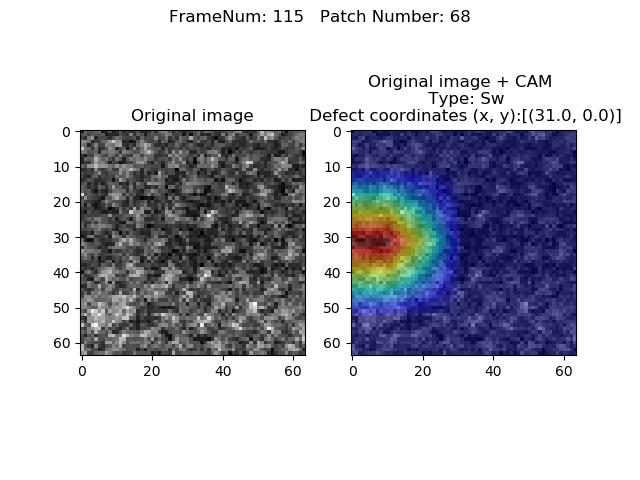 FrameNum: 115   Patch Number: 68
Original image
Original image + CAM
Type: Sw
Defect coordinates (x, y):[(31.0, 0.0)]
0
10
20
30
40
50
60
0 20 40 60
0
10
20
30
40
50
60
0 20 40 60